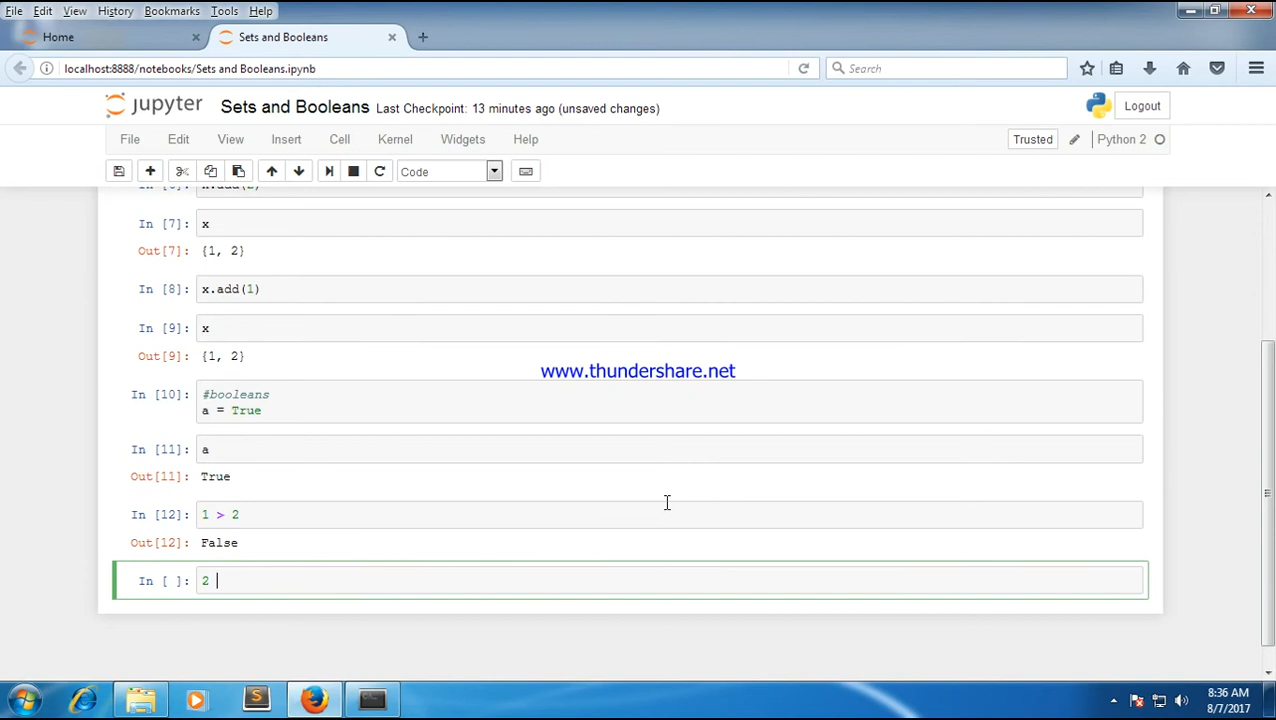 File Edit View History Bookmarks Tools Help
Home × Sets and Booleans × +
localhost:8888/notebooks/Sets and Booleans.ipynb Search
jupyter Sets and Booleans Last Checkpoint: 13 minutes ago (unsaved changes) Logout
File Edit View Insert Cell Kernel Widgets Help Trusted Python 2
Code
In [6]: x.add(2)
In [7]: x
Out[7]: {1, 2}
In [8]: x.add(1)
In [9]: x
Out[9]: {1, 2}
www.thundershare.net
In [10]: #booleans
a = True
In [11]: a
Out[11]: True
In [12]: 1 > 2
Out[12]: False
In [ ]: 2
8:36 AM
8/7/2017